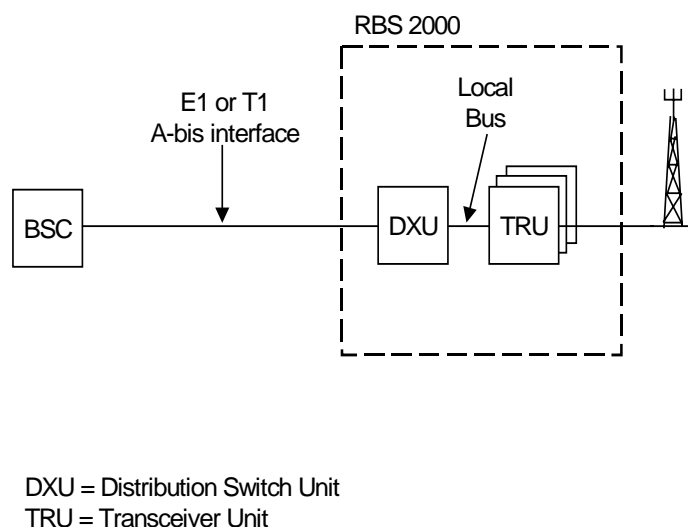 RBS 2000
E1 or T1
A-bis interface
Local
Bus
BSC
DXU
TRU
DXU = Distribution Switch Unit
TRU = Transceiver Unit